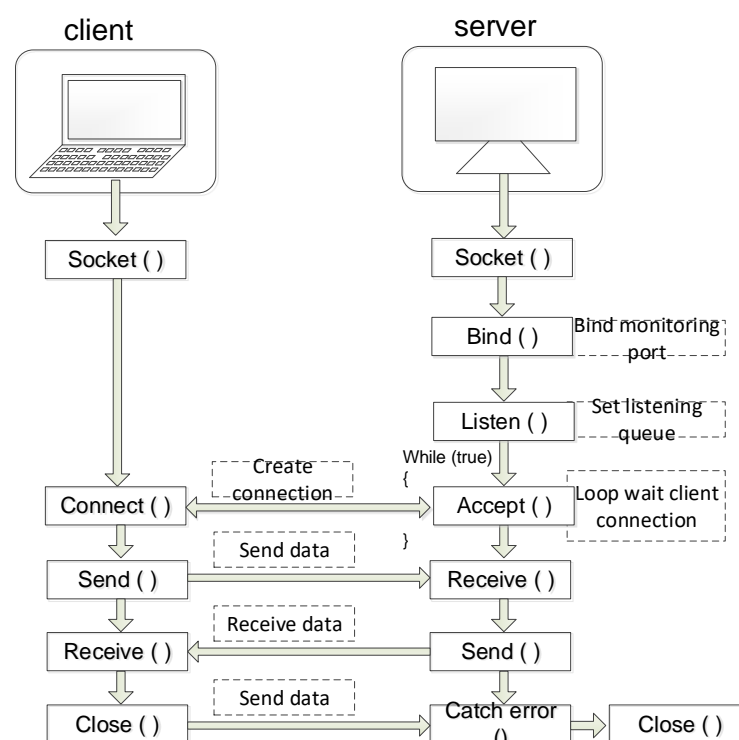 client
server
Socket ( )
Socket ( )
Bind ( )
Bind monitoring
port
Listen ( )
Set listening
queue
While (true)
{
Create
connection
Connect ( )
Accept ( )
Loop wait client
connection
}
Send data
Send ( )
Receive ( )
Receive data
Receive ( )
Send ( )
Send data
Close ( )
Catch error
()
Close ( )